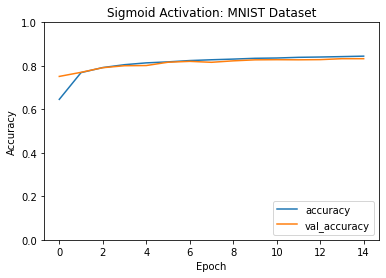 Sigmoid Activation: MNIST Dataset
1.0
0.8
0.6
0.4
0.2
0.0
Accuracy
accuracy
val_accuracy
0 2 4 6 8 10 12 14
Epoch